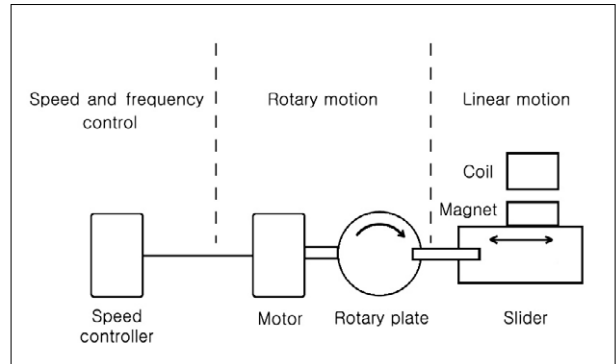 Speed and frequency
control
Rotary motion
Linear motion
Coil
Magnet
Speed
controller
Motor
Rotary plate
Slider